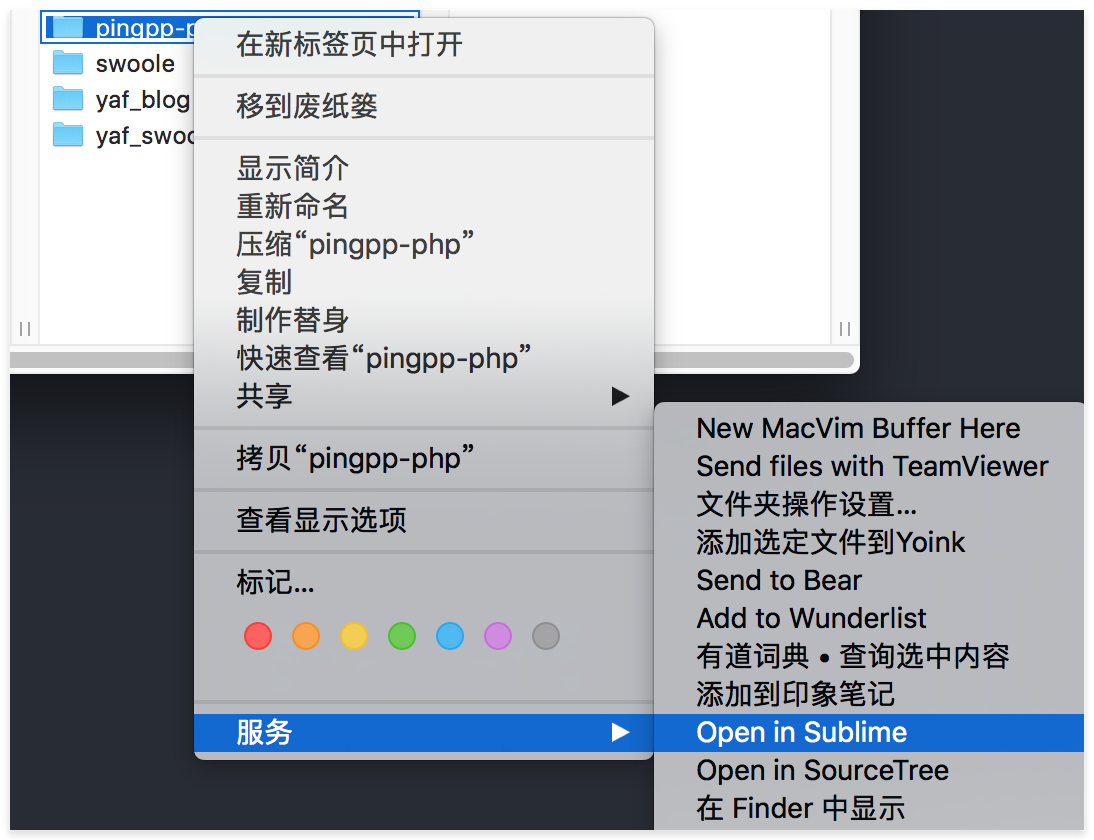 pingpp-p
swoole
yaf_blog
yaf_swoo
在新标签页中打开
移到废纸篓
显示简介
重新命名
压缩“pingpp-php”
复制
制作替身
快速查看“pingpp-php”
共享
拷贝“pingpp-php”
查看显示选项
标记...
服务
New MacVim Buffer Here
Send files with TeamViewer
文件夹操作设置...
添加选定文件到Yoink
Send to Bear
Add to Wunderlist
有道词典 • 查询选中内容
添加到印象笔记
Open in Sublime
Open in SourceTree
在 Finder 中显示